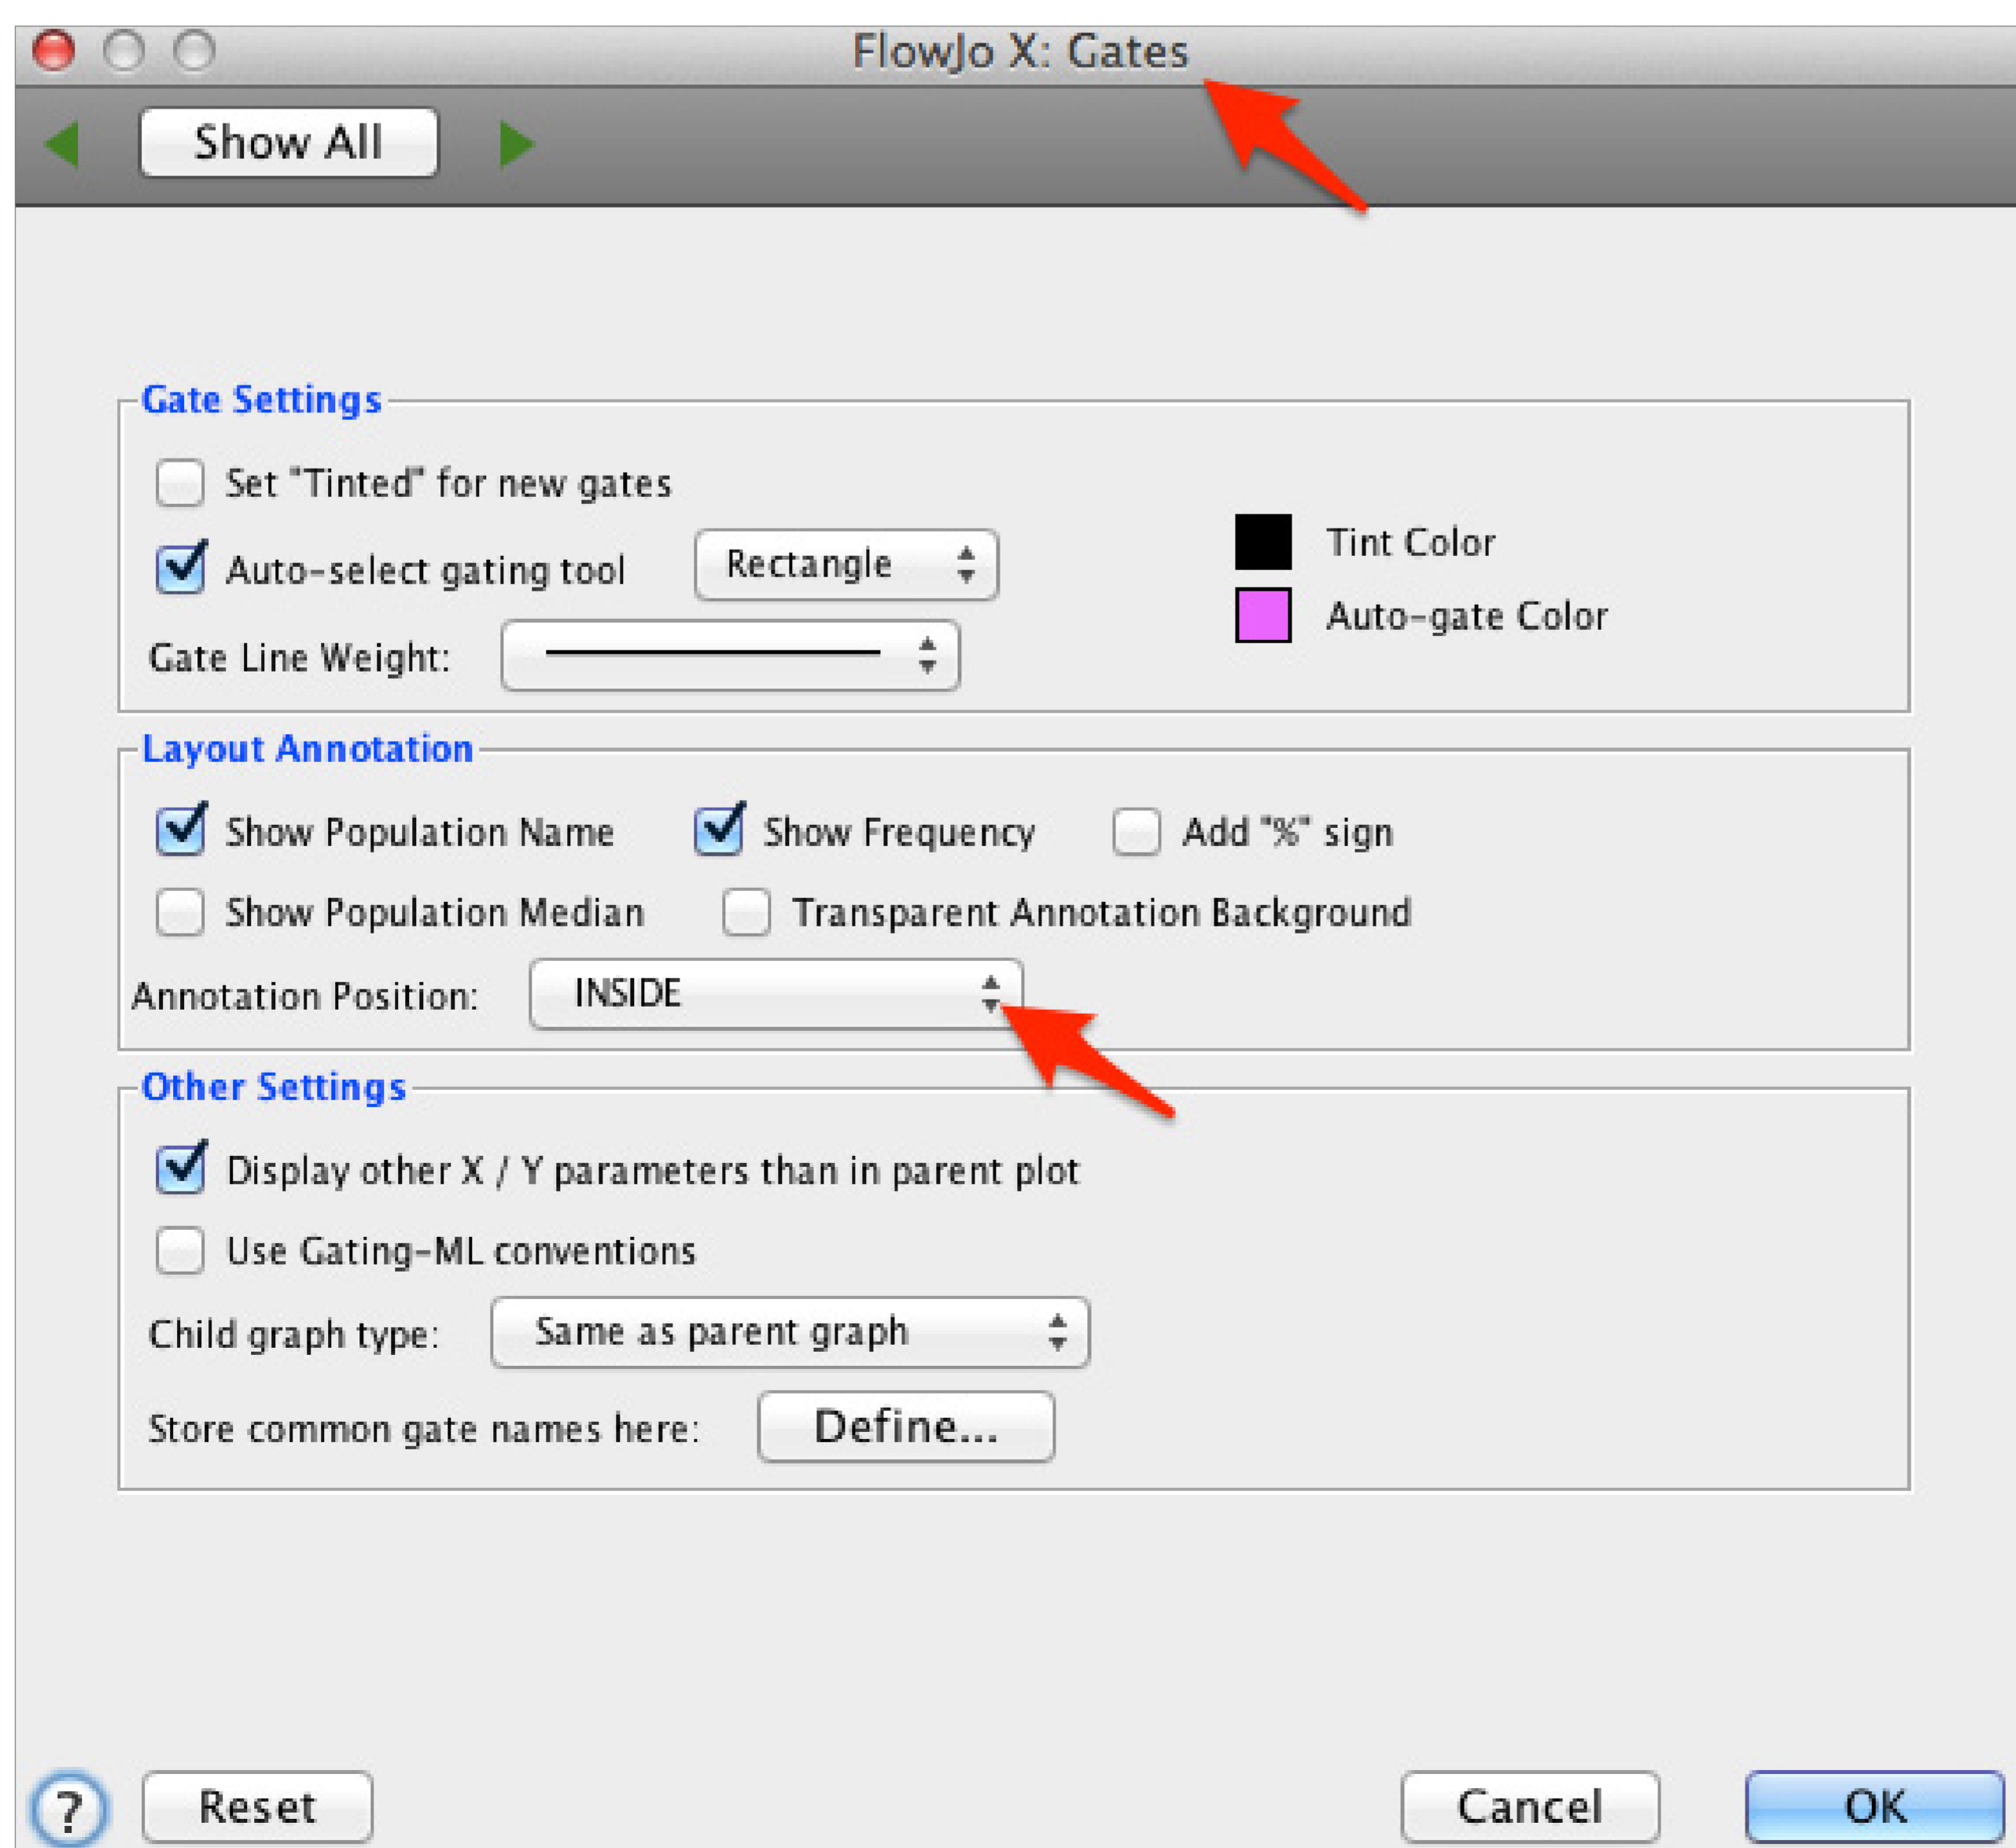 FlowJo X: Gates
Show All
Gate Settings
Set "Tinted" for new gates
Auto-select gating tool Rectangle
Tint Color
Auto-gate Color
Gate Line Weight:
Layout Annotation
Show Population Name Show Frequency Add "%" sign
Show Population Median Transparent Annotation Background
Annotation Position: INSIDE
Other Settings
Display other X / Y parameters than in parent plot
Use Gating-ML conventions
Child graph type: Same as parent graph
Store common gate names here: Define...
? Reset Cancel OK